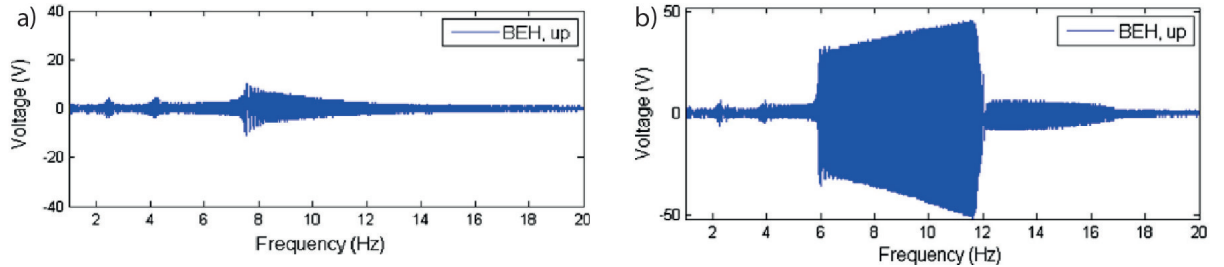 a)
BEH, up
Voltage (V)
40
20
0
-20
-40
2 4 6 8 10 12 14 16 18 20
Frequency (Hz)
b)
BEH, up
Voltage (V)
50
0
-50
2 4 6 8 10 12 14 16 18 20
Frequency (Hz)